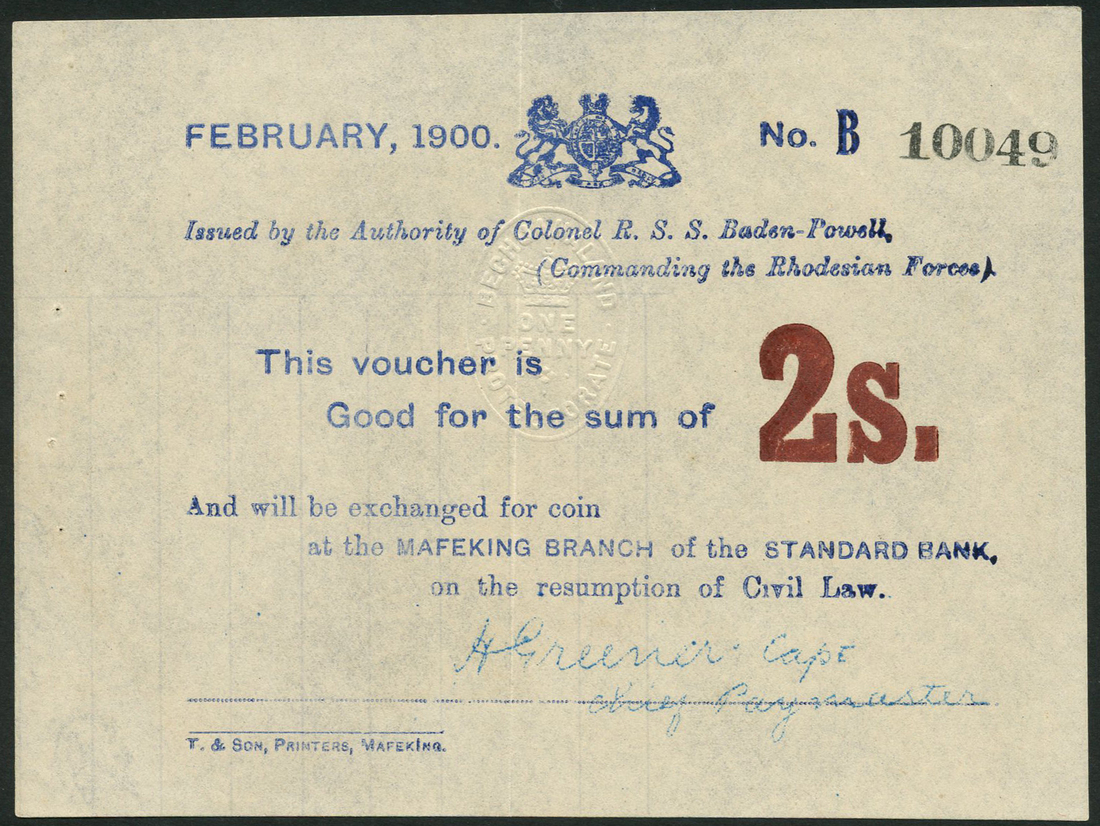 FEBRUARY, 1900.
No. B 10049
Issued by the Authority of Colonel R. S. S. Baden-Powell,
(Commanding the Rhodesian Forces).
BECHUANALAND PROTECTORATE
ONE
PENNY
This voucher is
Good for the sum of
2s.
And will be exchanged for coin
at the MAFEKING BRANCH of the STANDARD BANK,
on the resumption of Civil Law.
H Greener Capt
Chief Paymaster
T. & SON, PRINTERS, MAFEKING.